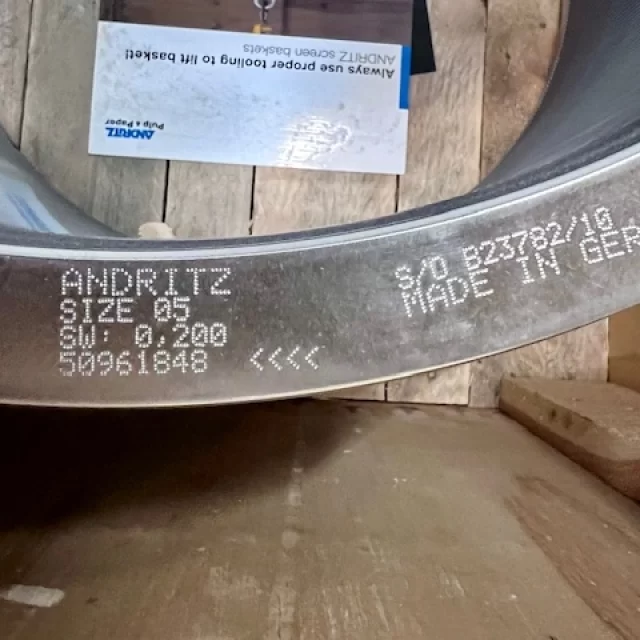 Always use proper tooling to lift basket!
ANDRITZ screen baskets
ANDRITZ
Pulp & Paper
ANDRITZ
SIZE 05
SW: 0.200
50961848 <<<<
S/O B23782/10
MADE IN GER